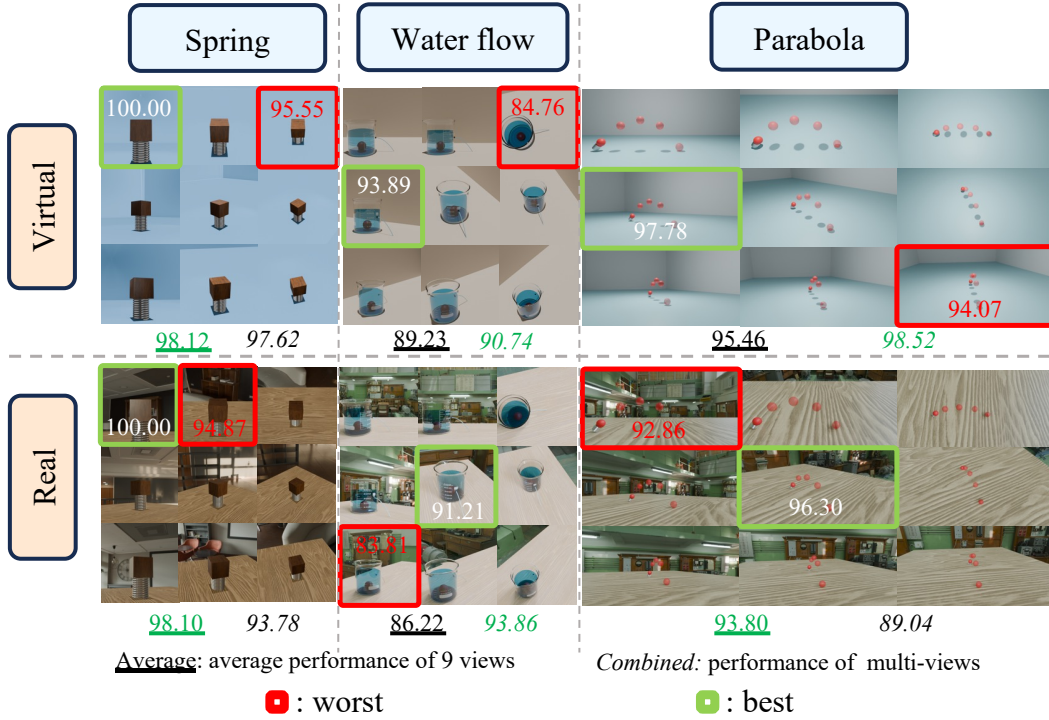 Spring
Water flow
Parabola
Virtual
100.00
95.55
84.76
93.89
97.78
94.07
98.12 97.62
89.23 90.74
95.46 98.52
Real
100.00
94.87
92.86
91.21
96.30
83.81
98.10 93.78
86.22 93.86
93.80 89.04
Average: average performance of 9 views
Combined: performance of multi-views
: worst
: best